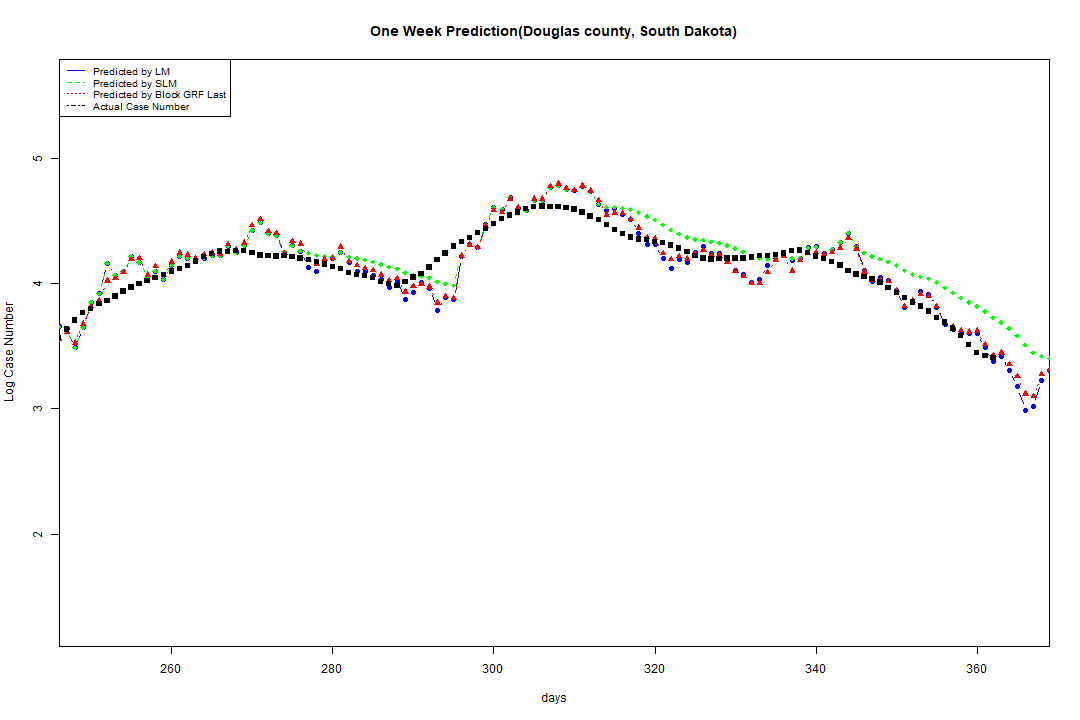 One Week Prediction(Douglas county, South Dakota)
Predicted by LM
Predicted by SLM
Predicted by Block GRF Last
Actual Case Number
5
4
3
2
Log Case Number
260 280 300 320 340 360
days